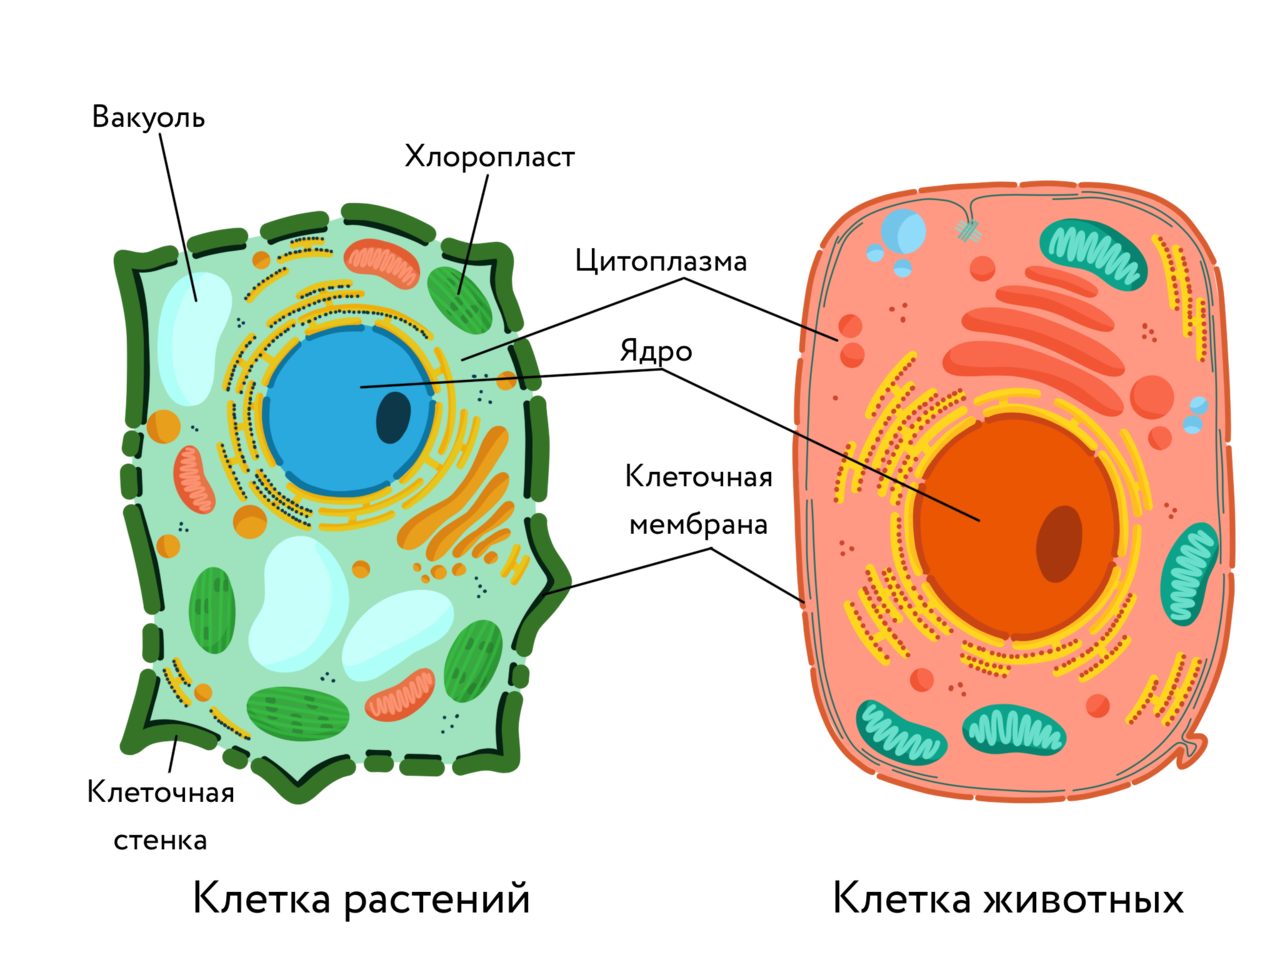 Вакуоль
Хлоропласт
Цитоплазма
Ядро
Клеточная
мембрана
Клеточная
стенка
Клетка растений
Клетка животных